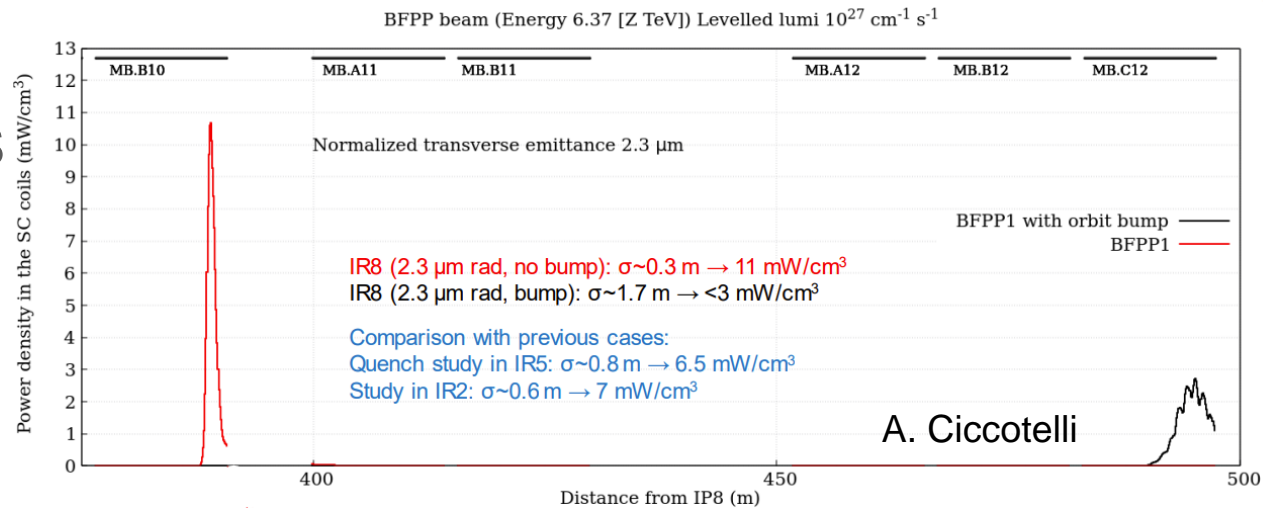 BFPP beam (Energy 6.37 [Z TeV]) Levelled lumi 10²⁷ cm⁻¹ s⁻¹
Power density in the SC coils (mW/cm³)
13
12
11
10
9
8
7
6
5
4
3
2
1
0
MB.B10
MB.A11
MB.B11
MB.A12
MB.B12
MB.C12
Normalized transverse emittance 2.3 μm
BFPP1 with orbit bump
BFPP1
IR8 (2.3 μm rad, no bump): σ~0.3 m → 11 mW/cm³
IR8 (2.3 μm rad, bump): σ~1.7 m → <3 mW/cm³
Comparison with previous cases:
Quench study in IR5: σ~0.8 m → 6.5 mW/cm³
Study in IR2: σ~0.6 m → 7 mW/cm³
A. Ciccotelli
400
450
500
Distance from IP8 (m)